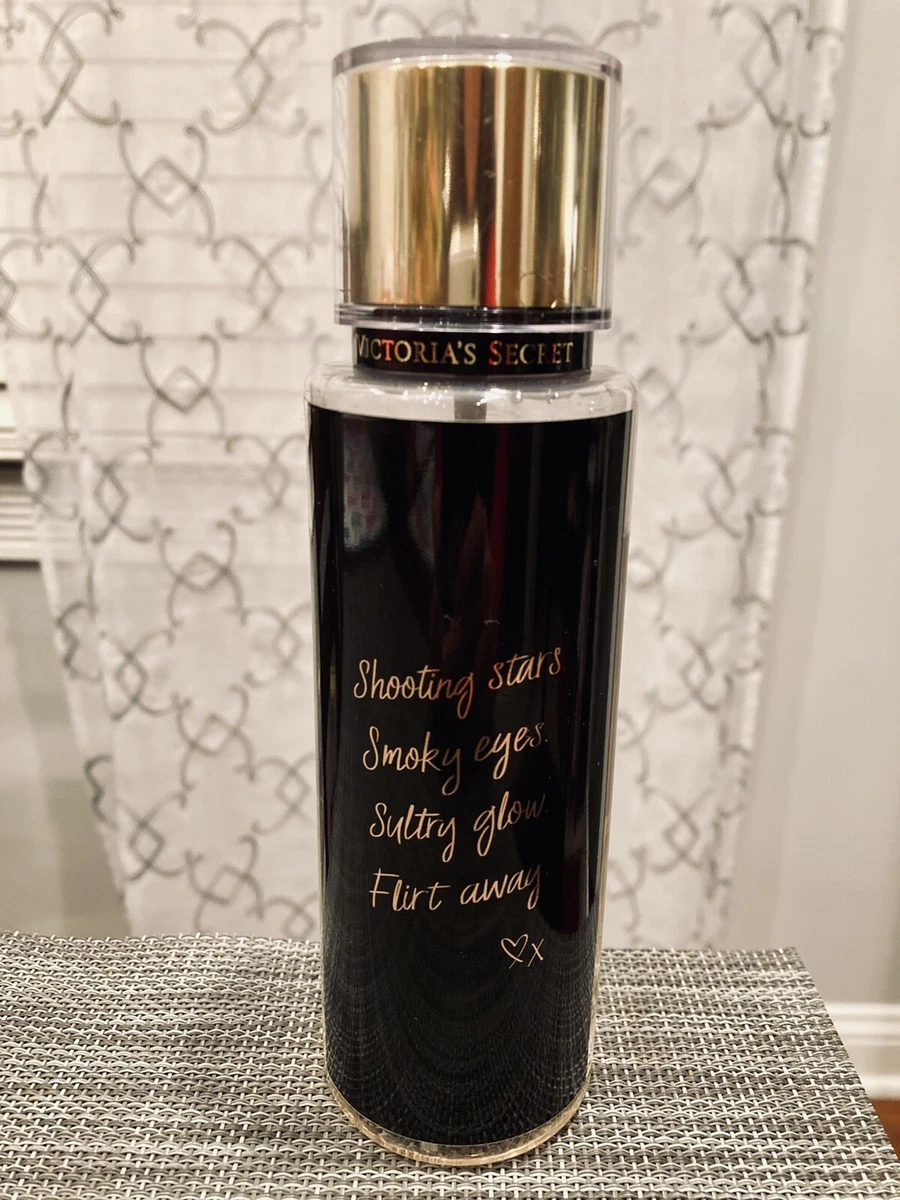 VICTORIA'S SECRET
Shooting stars.
Smoky eyes.
Sultry glow.
Flirt away.
♡x